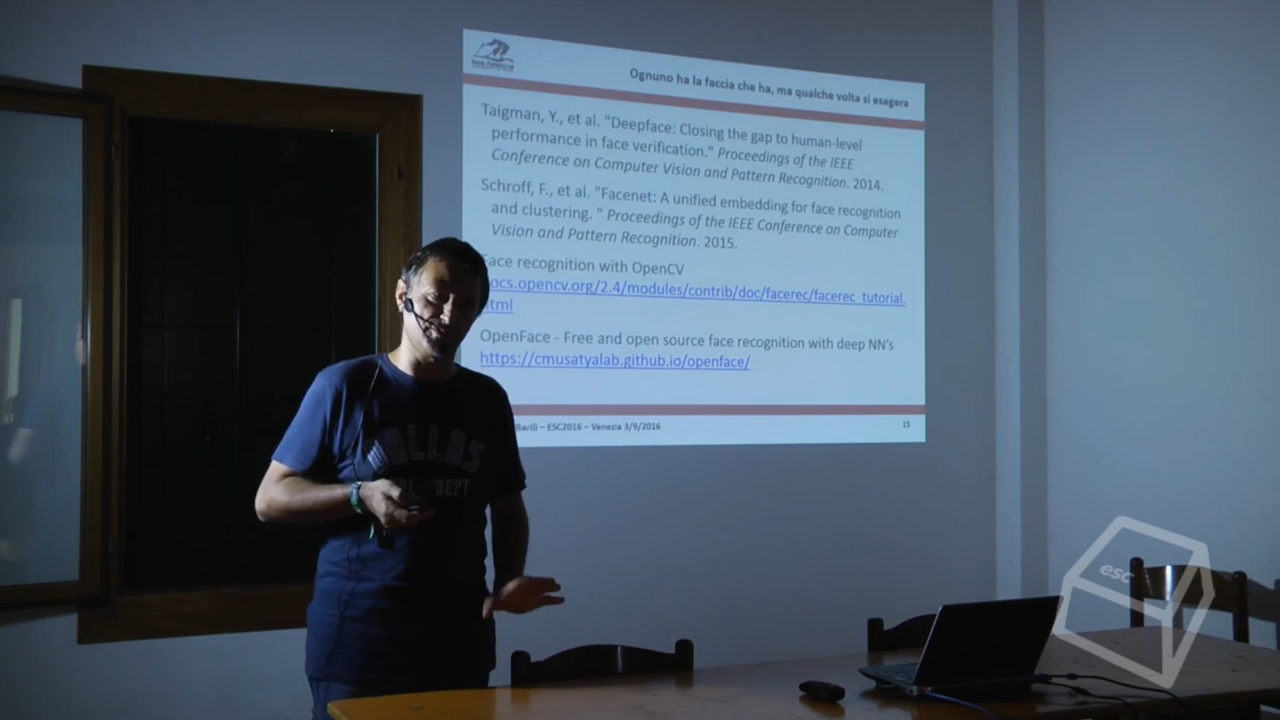 Ognuno ha la faccia che ha, ma qualche volta si esagera
Taigman, Y., et al. "Deepface: Closing the gap to human-level
performance in face verification." Proceedings of the IEEE
Conference on Computer Vision and Pattern Recognition. 2014.
Schroff, F., et al. "Facenet: A unified embedding for face recognition
and clustering. " Proceedings of the IEEE Conference on Computer
Vision and Pattern Recognition. 2015.
ace recognition with OpenCV
ocs.opencv.org/2.4/modules/contrib/doc/facerec/facerec_tutorial.
tml
OpenFace - Free and open source face recognition with deep NN's
https://cmusatyalab.github.io/openface/
Barili – ESC2016 – Venezia 3/9/2016
15
DALLAS
DEPT
esc